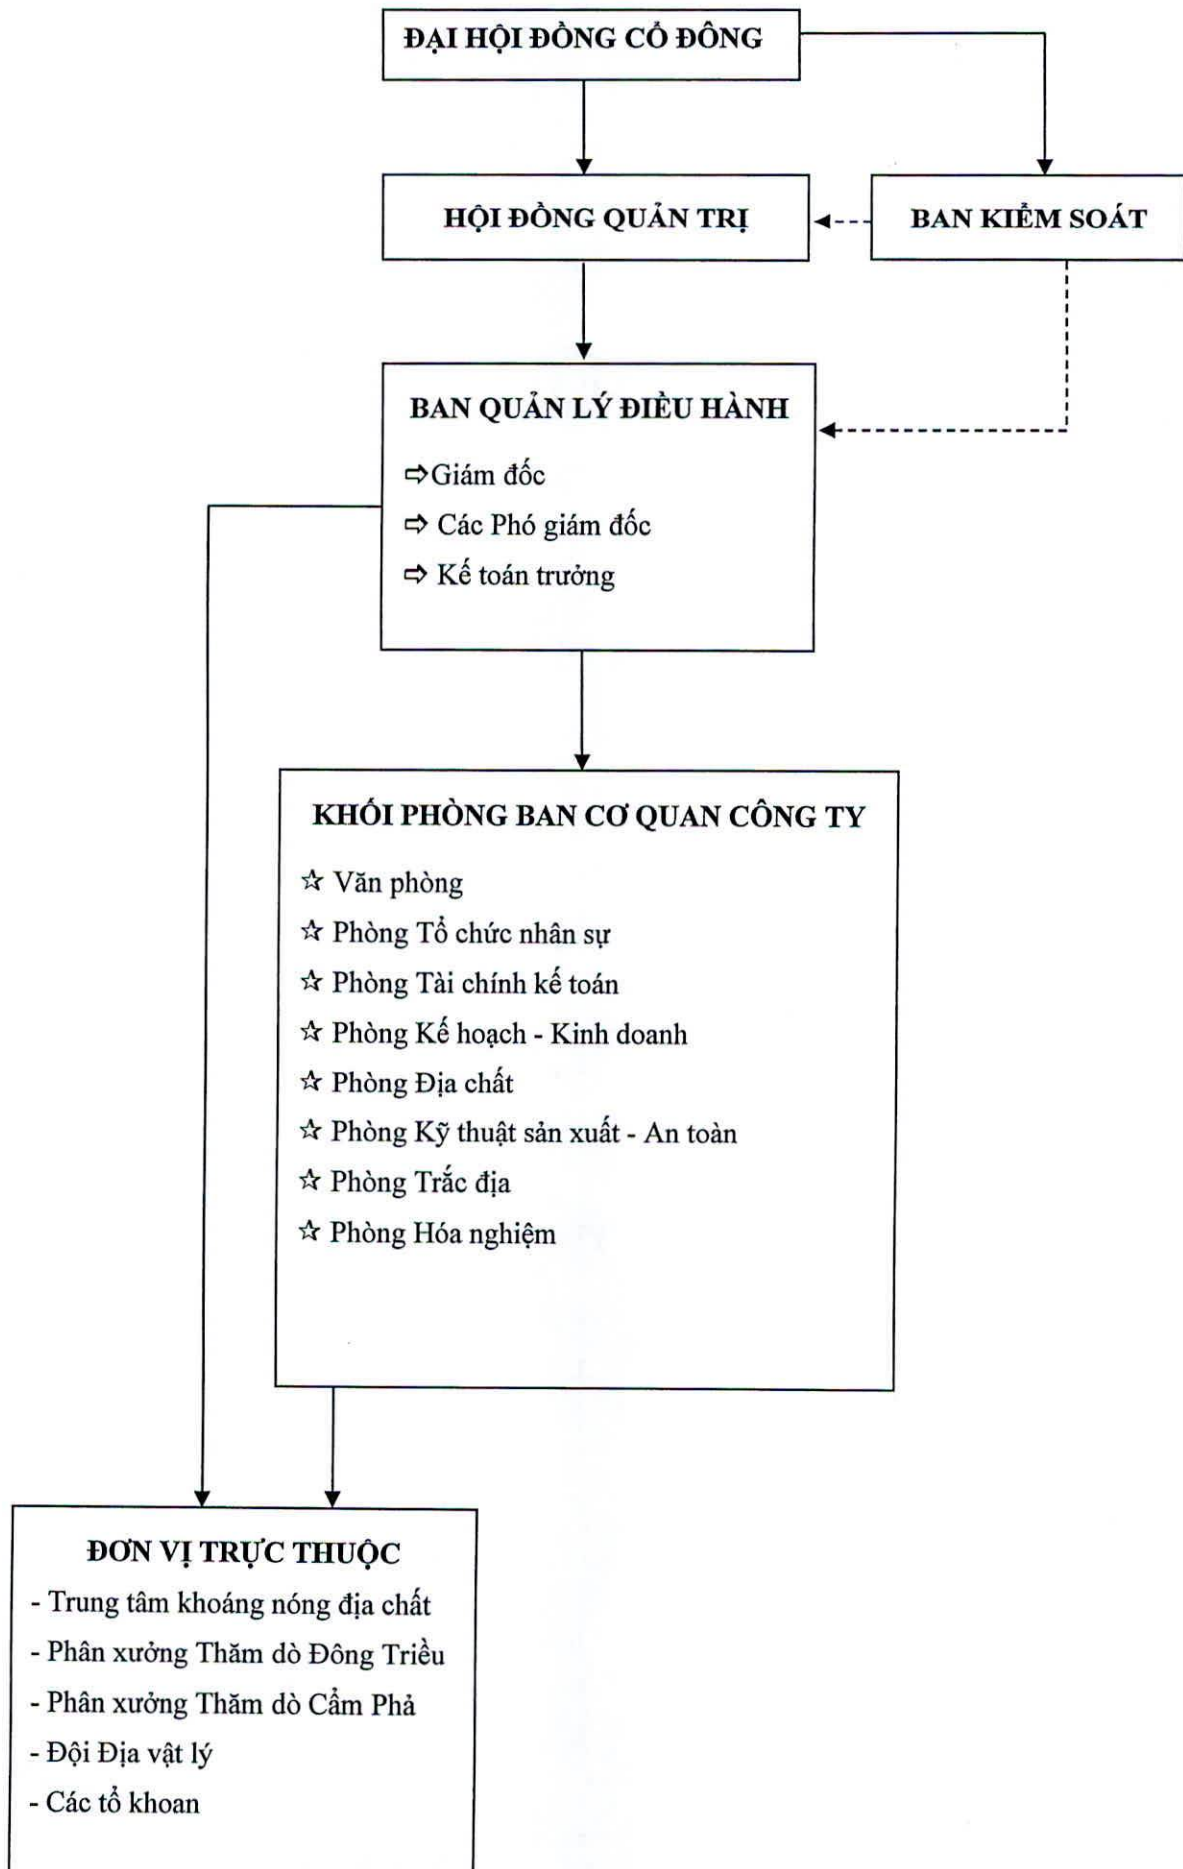 ĐẠI HỘI ĐỒNG CỔ ĐÔNG
HỘI ĐỒNG QUẢN TRỊ
BAN KIỂM SOÁT
BAN QUẢN LÝ ĐIỀU HÀNH
⇨Giám đốc
⇨ Các Phó giám đốc
⇨ Kế toán trưởng
KHỐI PHÒNG BAN CƠ QUAN CÔNG TY
☆ Văn phòng
☆ Phòng Tổ chức nhân sự
☆ Phòng Tài chính kế toán
☆ Phòng Kế hoạch - Kinh doanh
☆ Phòng Địa chất
☆ Phòng Kỹ thuật sản xuất - An toàn
☆ Phòng Trắc địa
☆ Phòng Hóa nghiệm
ĐƠN VỊ TRỰC THUỘC
- Trung tâm khoáng nóng địa chất
- Phân xưởng Thăm dò Đông Triều
- Phân xưởng Thăm dò Cẩm Phả
- Đội Địa vật lý
- Các tổ khoan